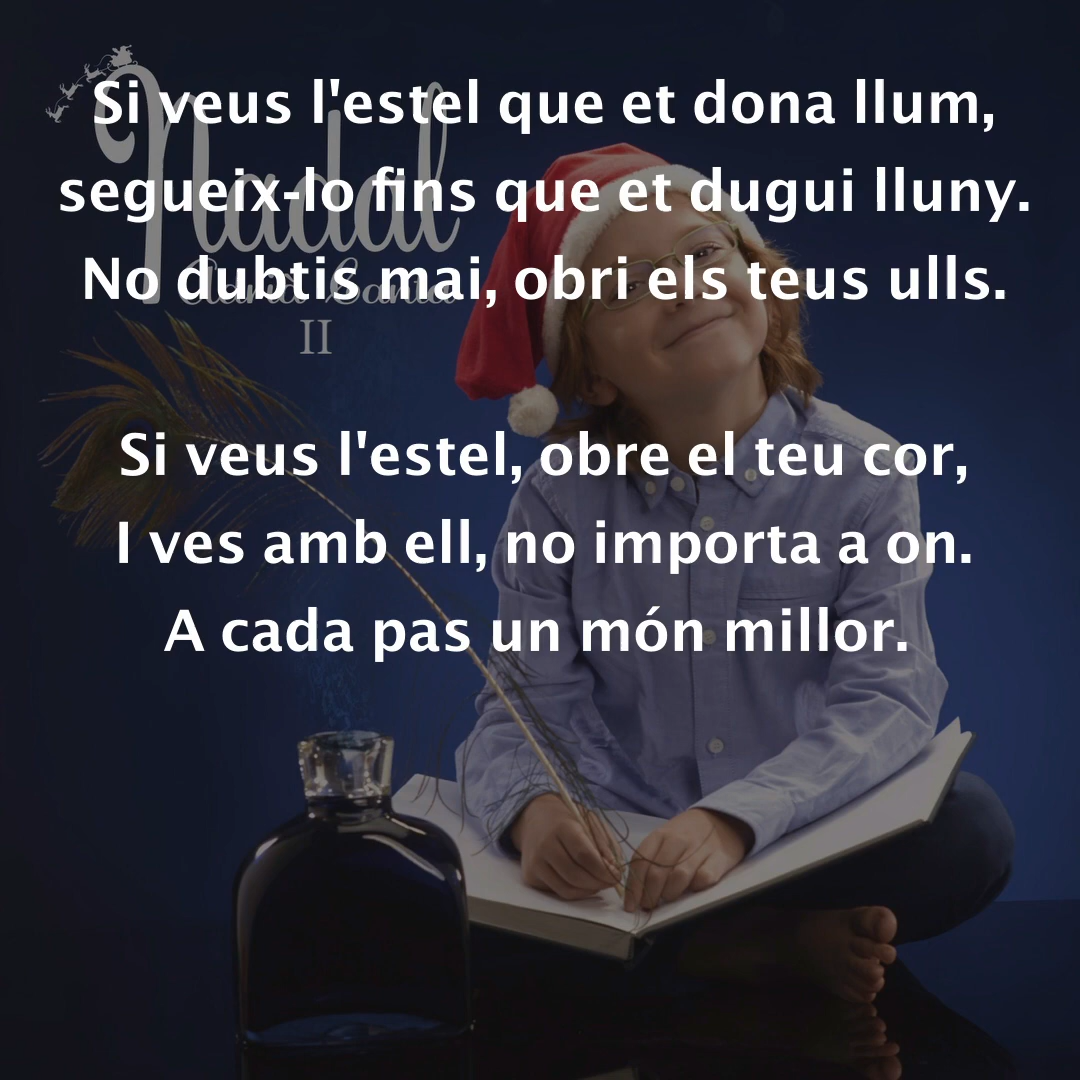 Si veus l'estel que et dona llum,
segueix-lo fins que et dugui lluny.
No dubtis mai, obri els teus ulls.
Si veus l'estel, obre el teu cor,
I ves amb ell, no importa a on.
A cada pas un món millor.
Nadal
II